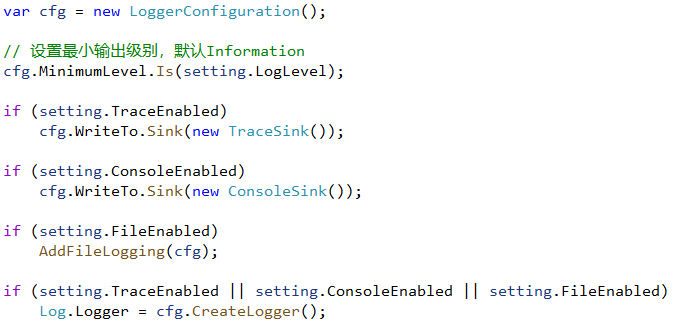 var cfg = new LoggerConfiguration();
// 设置最小输出级别，默认Information
cfg.MinimumLevel.Is(setting.LogLevel);
if (setting.TraceEnabled)
    cfg.WriteTo.Sink(new TraceSink());
if (setting.ConsoleEnabled)
    cfg.WriteTo.Sink(new ConsoleSink());
if (setting.FileEnabled)
    AddFileLogging(cfg);
if (setting.TraceEnabled || setting.ConsoleEnabled || setting.FileEnabled)
    Log.Logger = cfg.CreateLogger();